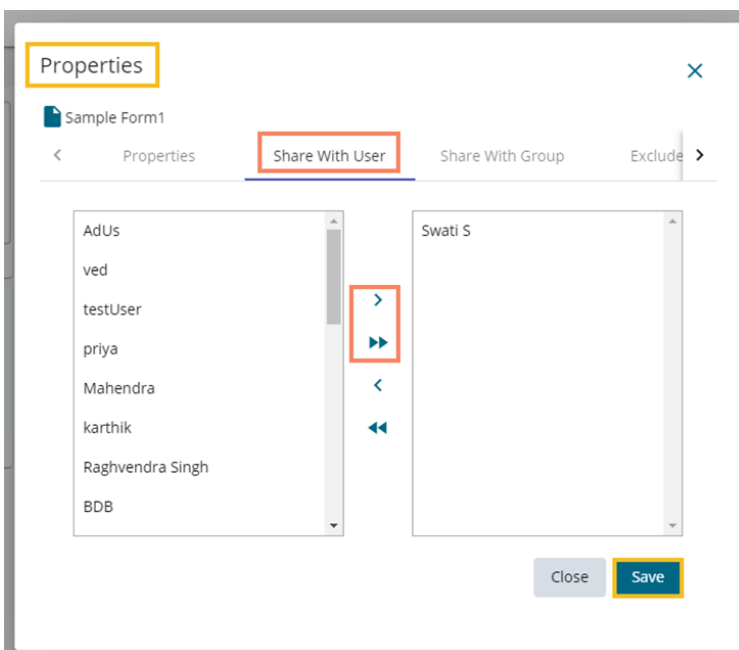 Properties
Sample Form1
Properties Share With User Share With Group Exclude
AdUs
ved
testUser
priya
Mahendra
karthik
Raghvendra Singh
BDB
Swati S
Close Save